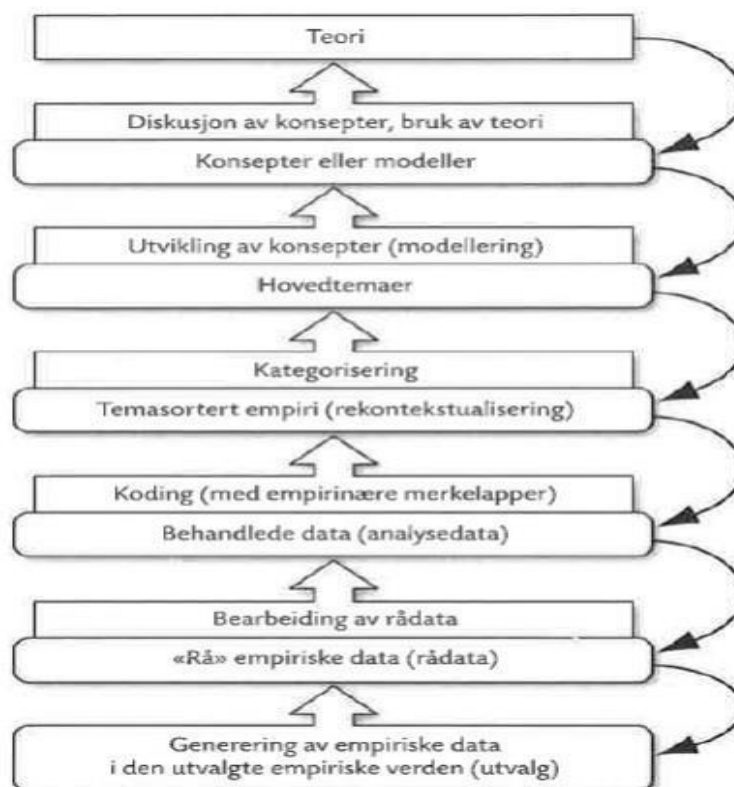 Teori
Diskusjon av konsepter, bruk av teori
Konsepter eller modeller
Utvikling av konsepter (modellering)
Hovedtemaer
Kategorisering
Temasortert empiri (rekontekstualisering)
Koding (med empirinære merkelapper)
Behandlede data (analysedata)
Bearbeiding av rådata
«Rå» empiriske data (rådata)
Generering av empiriske data
i den utvalgte empiriske verden (utvalg)